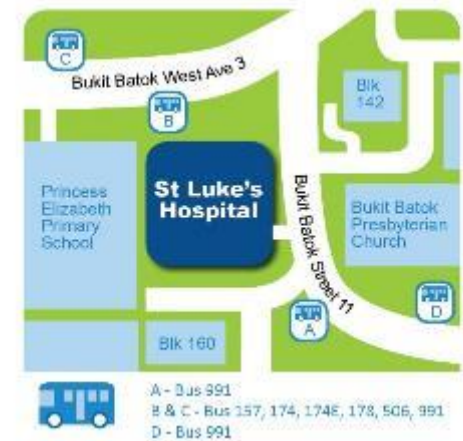 C
Bukit Batok West Ave 3
B
Blk
142
Princess
Elizabeth
Primary
School
St Luke's
Hospital
Bukit Batok Street 11
Bukit Batok
Presbyterian
Church
A
D
Blk 160
A - Bus 991
B & C - Bus 157, 174, 174E, 178, 506, 991
D - Bus 991